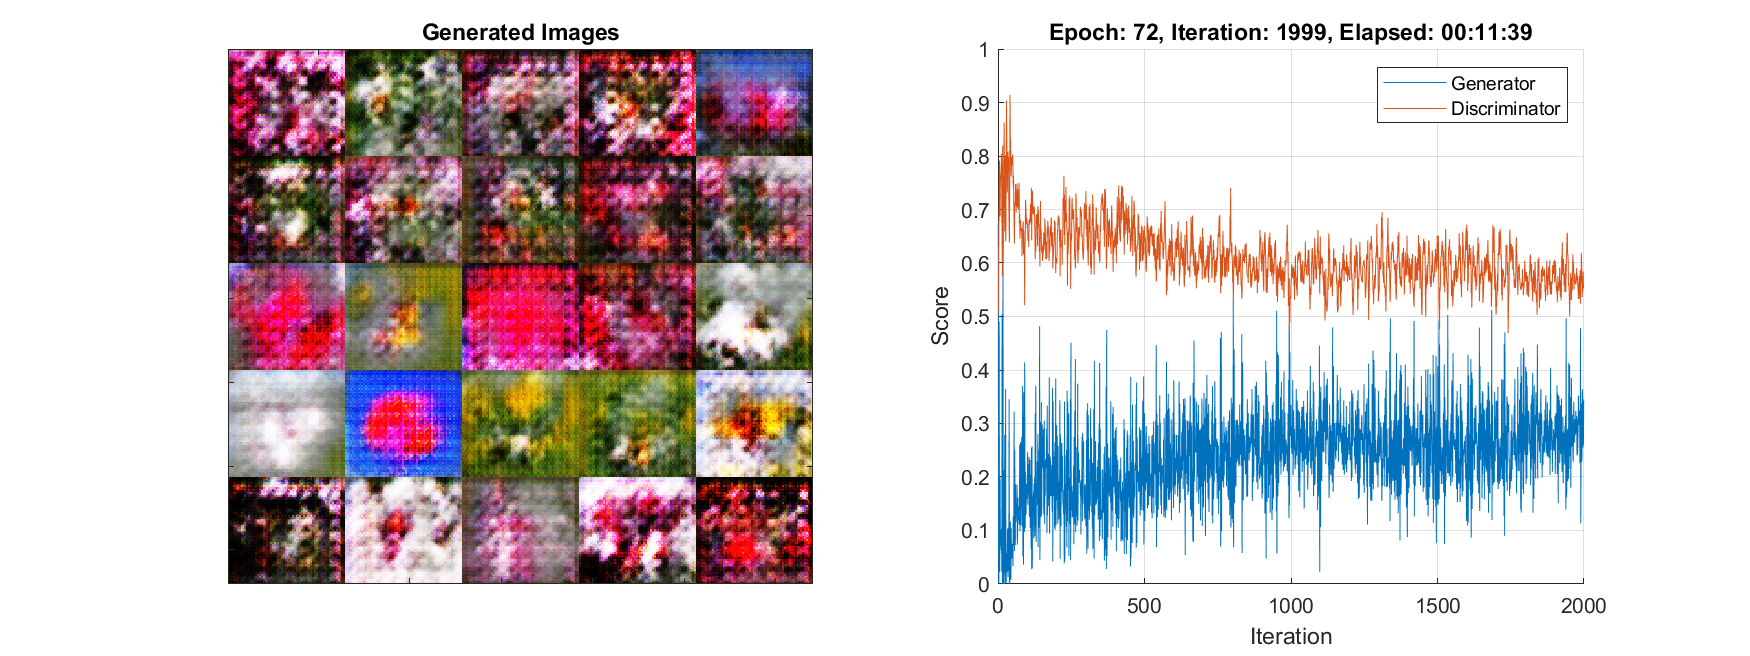 Generated Images
Epoch: 72, Iteration: 1999, Elapsed: 00:11:39
Generator
Discriminator
1
0.9
0.8
0.7
0.6
0.5
0.4
0.3
0.2
0.1
0
Score
0 500 1000 1500 2000
Iteration